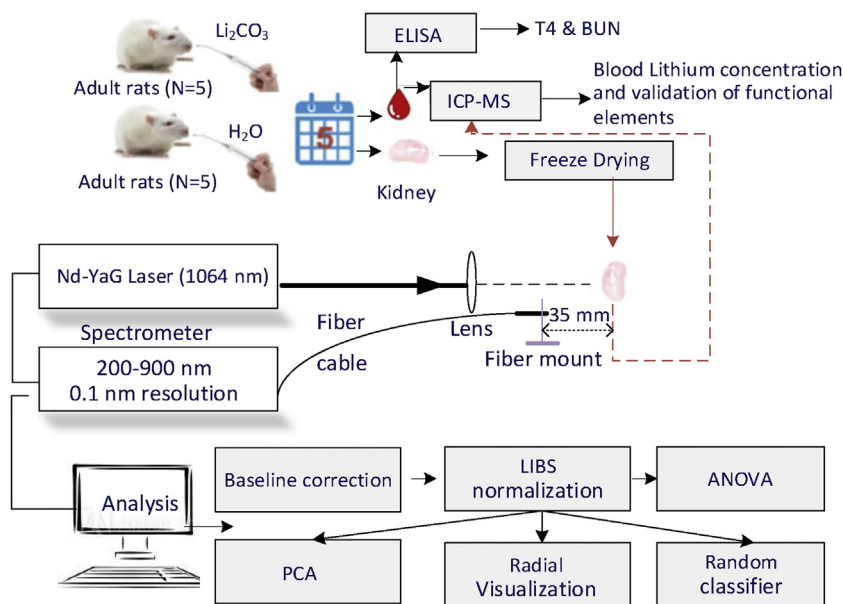 Li₂CO₃
Adult rats (N=5)
H₂O
Adult rats (N=5)
5
ELISA
T4 & BUN
ICP-MS
Blood Lithium concentration
and validation of functional
elements
Kidney
Freeze Drying
Nd-YaG Laser (1064 nm)
Lens
35 mm
Fiber
cable
Fiber mount
Spectrometer
200-900 nm
0.1 nm resolution
Analysis
Baseline correction
LIBS
normalization
ANOVA
PCA
Radial
Visualization
Random
classifier